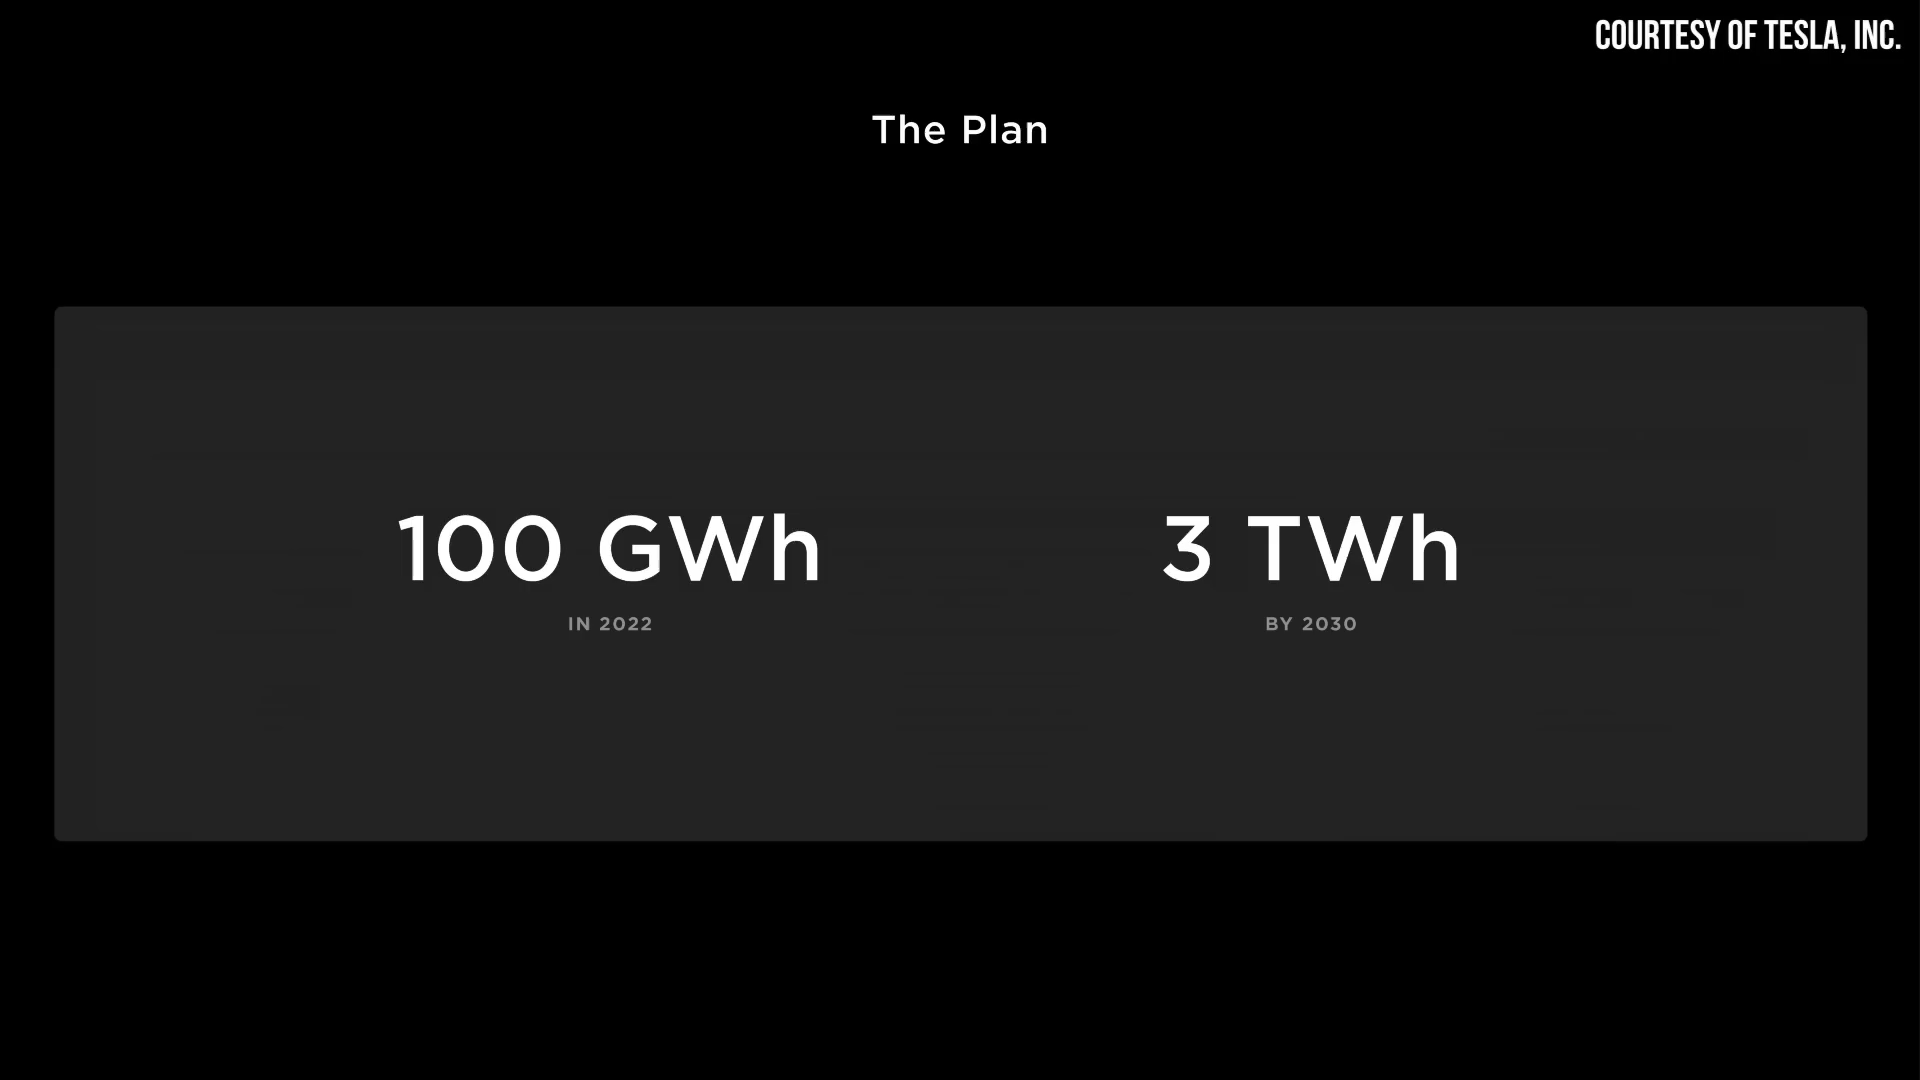 COURTESY OF TESLA, INC.
The Plan
100 GWh
IN 2022
3 TWh
BY 2030